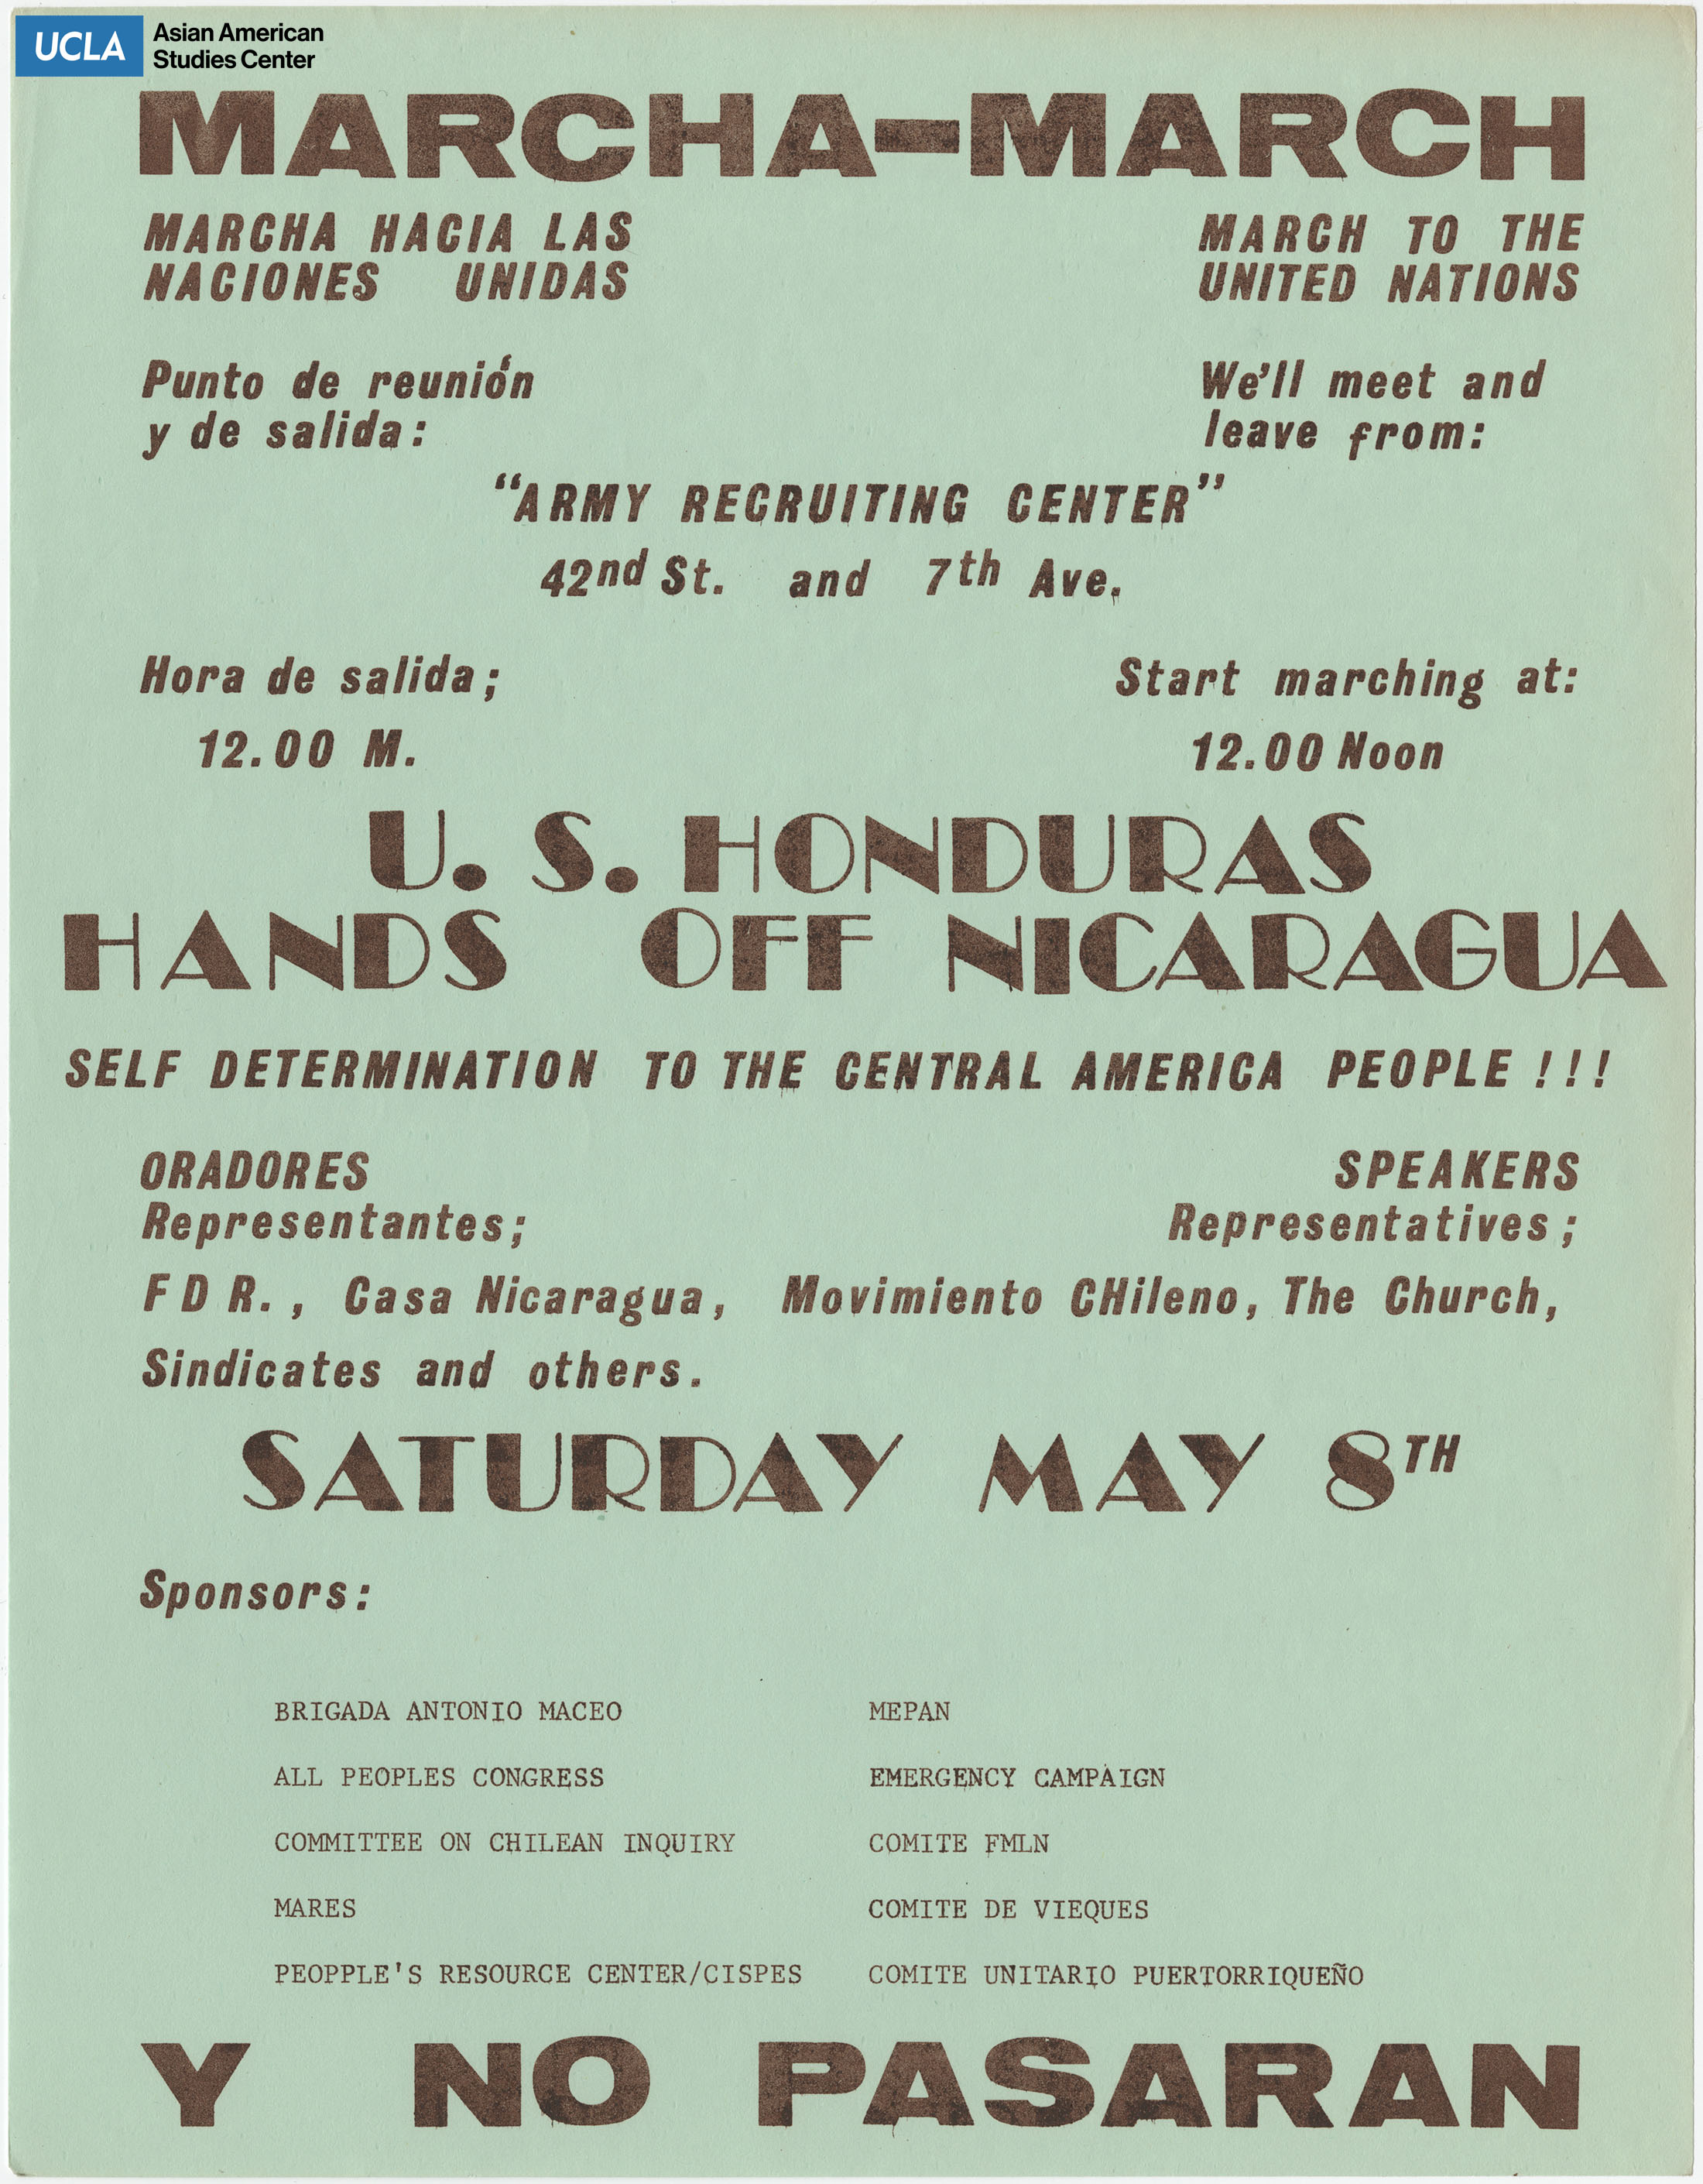 UCLA Asian American
Studies Center
MARCHA-MARCH
MARCHA HACIA LAS
NACIONES UNIDAS
MARCH TO THE
UNITED NATIONS
Punto de reunión
y de salida:
We'll meet and
leave from:
"ARMY RECRUITING CENTER"
42nd St. and 7th Ave.
Hora de salida;
12.00 M.
Start marching at:
12.00 Noon
U. S. HONDURAS
HANDS OFF NICARAGUA
SELF DETERMINATION TO THE CENTRAL AMERICA PEOPLE !!!
ORADORES
Representantes;
SPEAKERS
Representatives;
F D R., Casa Nicaragua, Movimiento CHileno, The Church,
Sindicates and others.
SATURDAY MAY 8TH
Sponsors:
BRIGADA ANTONIO MACEO
ALL PEOPLES CONGRESS
COMMITTEE ON CHILEAN INQUIRY
MARES
PEOPPLE'S RESOURCE CENTER/CISPES
MEPAN
EMERGENCY CAMPAIGN
COMITE FMLN
COMITE DE VIEQUES
COMITE UNITARIO PUERTORRIQUEÑO
Y NO PASARAN